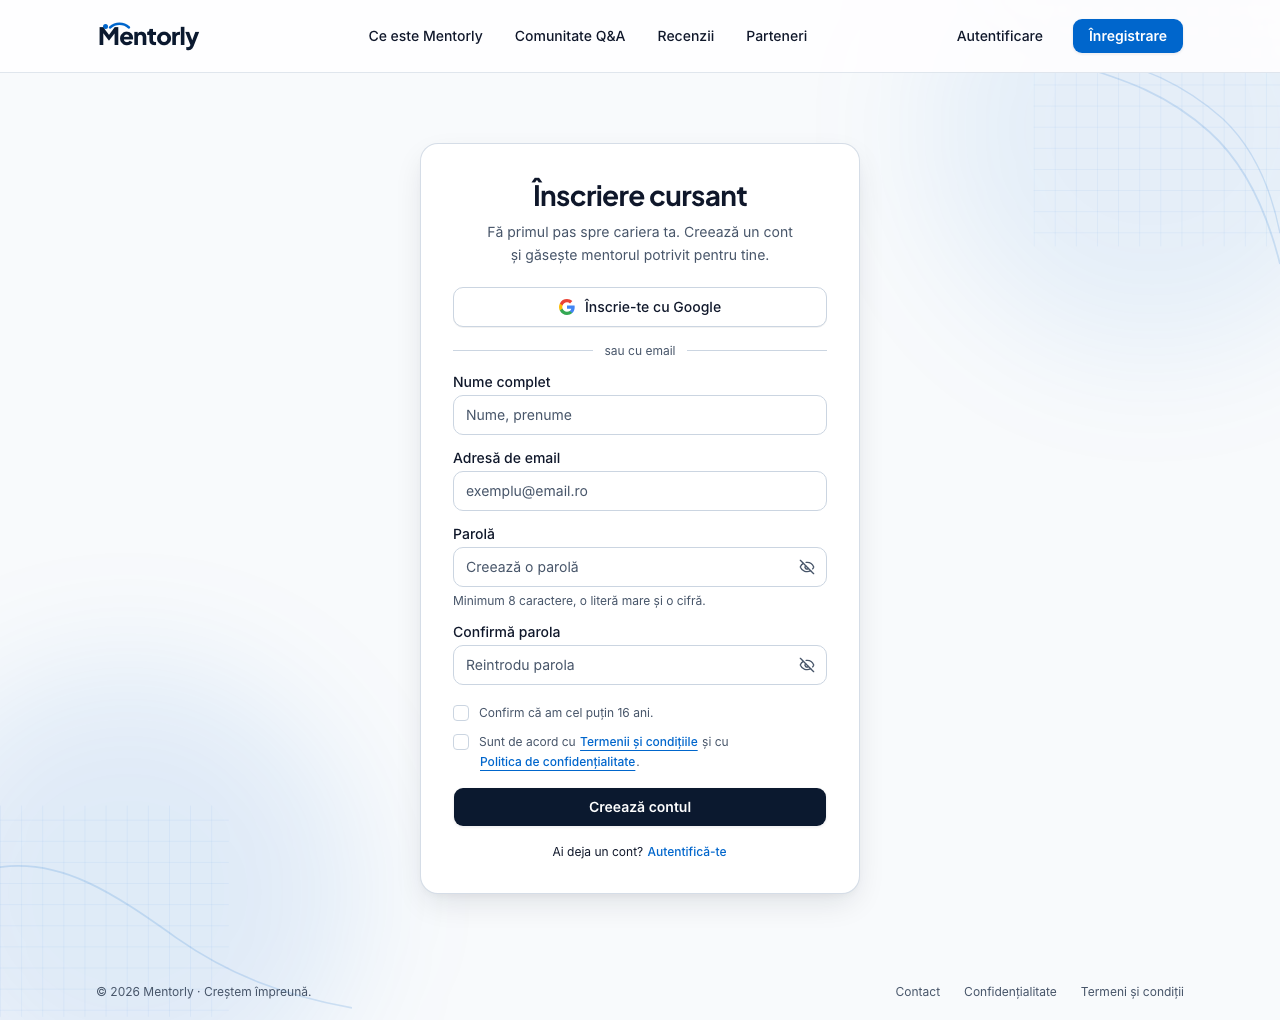 Mentorly
Ce este Mentorly
Comunitate Q&A
Recenzii
Parteneri
Autentificare
Înregistrare
Înscriere cursant
Fă primul pas spre cariera ta. Creează un cont
și găsește mentorul potrivit pentru tine.
Înscrie-te cu Google
sau cu email
Nume complet
Nume, prenume
Adresă de email
exemplu@email.ro
Parolă
Creează o parolă
Minimum 8 caractere, o literă mare și o cifră.
Confirmă parola
Reintrodu parola
Confirm că am cel puțin 16 ani.
Sunt de acord cu Termenii și condițiile și cu
Politica de confidențialitate.
Creează contul
Ai deja un cont? Autentifică-te
© 2026 Mentorly · Creștem împreună.
Contact
Confidențialitate
Termeni și condiții